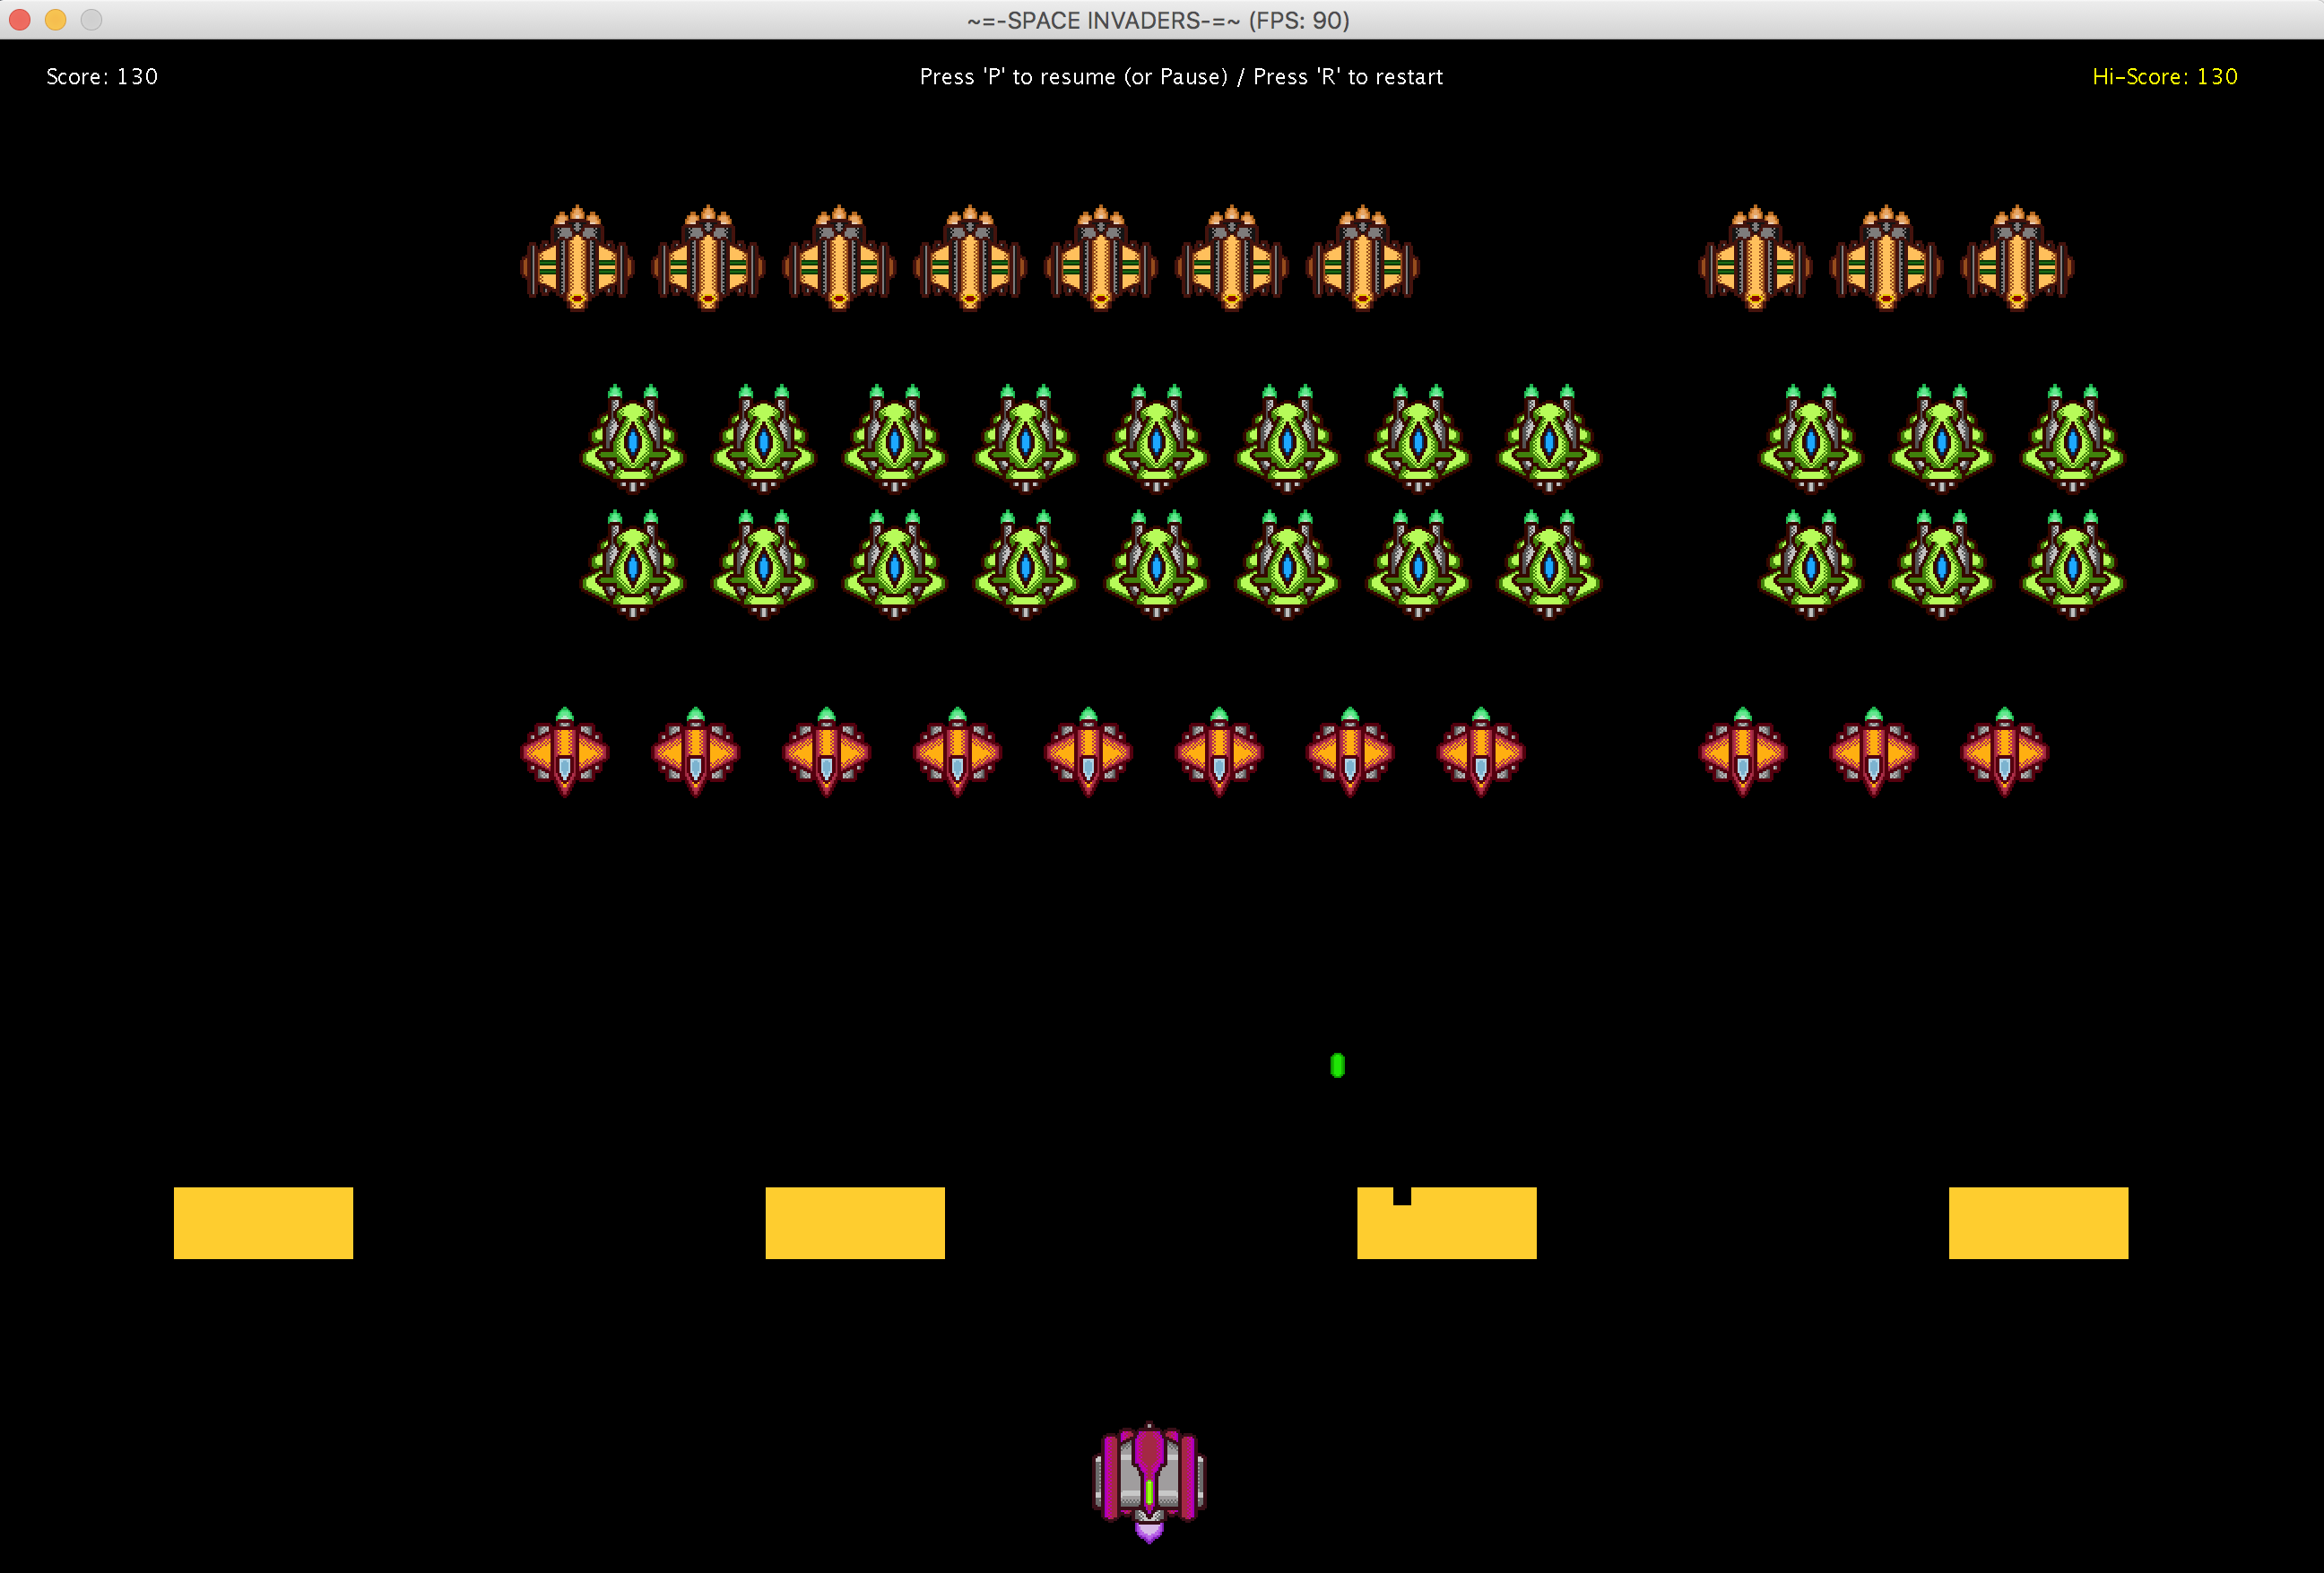 ~=-SPACE INVADERS-=~ (FPS: 90)
Score: 130
Press 'P' to resume (or Pause) / Press 'R' to restart
Hi-Score: 130